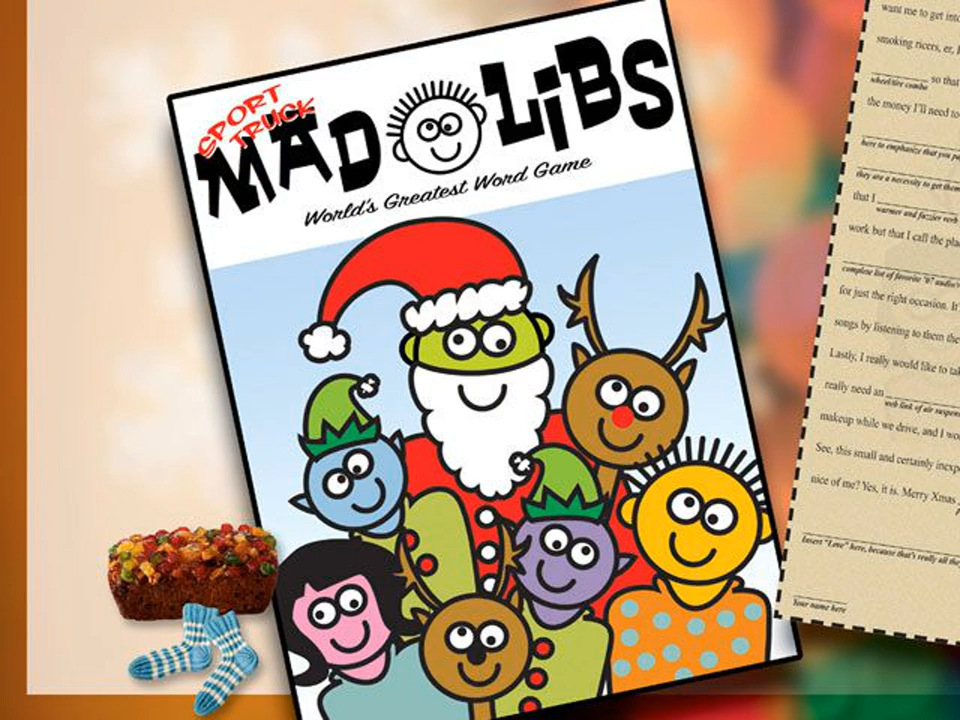 SPORT
TRUCK
MAD LIBS
World's Greatest Word Game
want me to get into
smoking ricers, er,
so that
wheel/tire combo
the money I'll need to
here to emphasize that you
they are a necessity to get them
that I
warmer and fuzzier verb
work but that I call the
complete list of favorite '07 audio
for just the right occasion.
songs by listening to them the
Lastly, I really would like to
really need an
web link of air
makeup while we drive, and I
See, this small and certainly
nice of me? Yes, it is. Merry Xmas
Insert "Love" here, because that's really all
Your name here